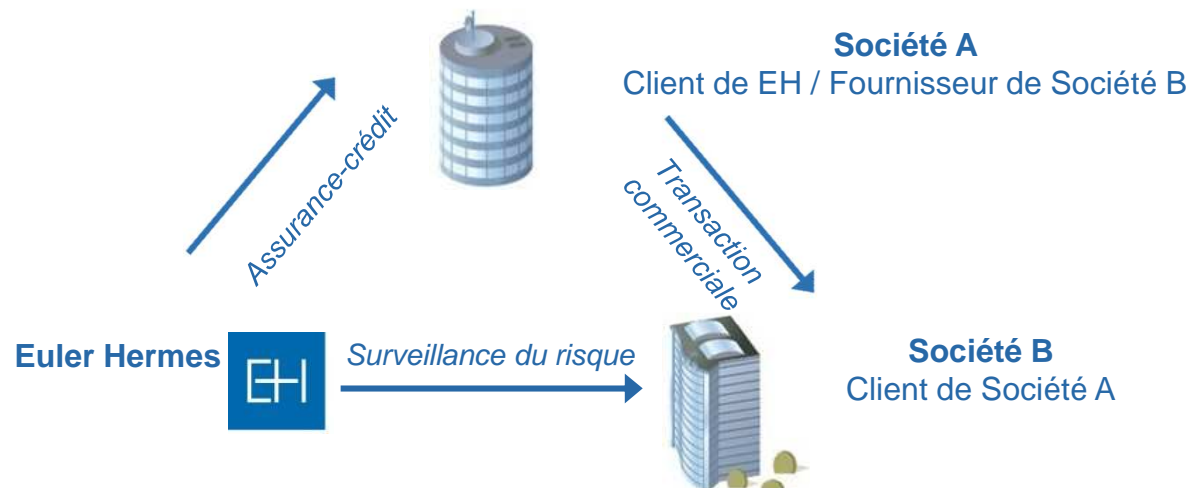 Société A
Client de EH / Fournisseur de Société B
Assurance-crédit
Transaction
commerciale
Euler Hermes
EH
Surveillance du risque
Société B
Client de Société A